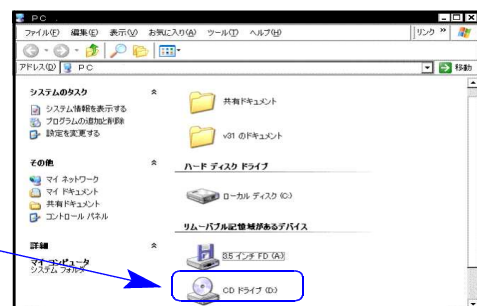 PC
ファイル(F) 編集(E) 表示(V) お気に入り(A) ツール(T) ヘルプ(H) リンク »
アドレス(D) PC 移動
システムのタスク
システム情報を表示する
プログラムの追加と削除
設定を変更する
その他
マイ ネットワーク
マイ ドキュメント
共有ドキュメント
コントロール パネル
詳細
マイ コンピュータ
システム フォルダ
共有ドキュメント
v31 のドキュメント
ハード ディスク ドライブ
ローカル ディスク (C:)
リムーバブル記憶域があるデバイス
3.5 インチ FD (A:)
CD ドライブ (D:)